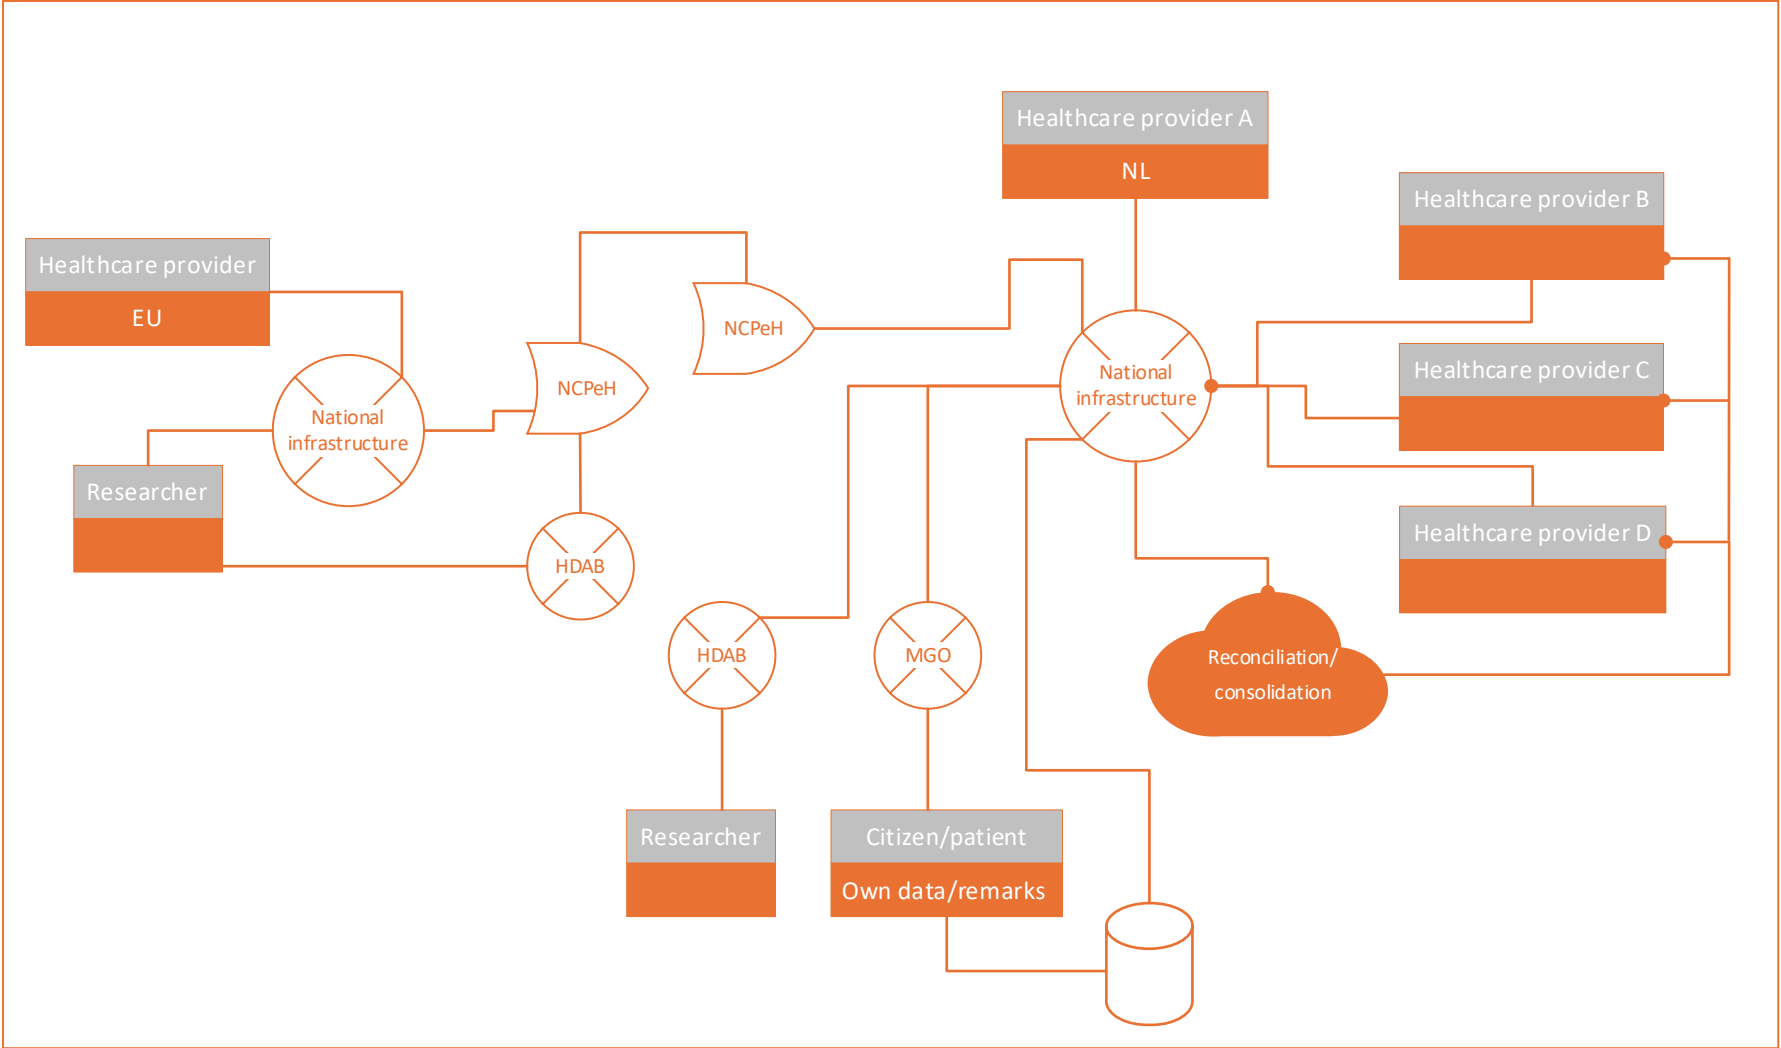 Healthcare provider A
NL
Healthcare provider B
Healthcare provider
EU
NCPeH
Healthcare provider C
NCPeH
National
infrastructure
National
infrastructure
Researcher
Healthcare provider D
HDAB
HDAB
MGO
Reconciliation/
consolidation
Researcher
Citizen/patient
Own data/remarks